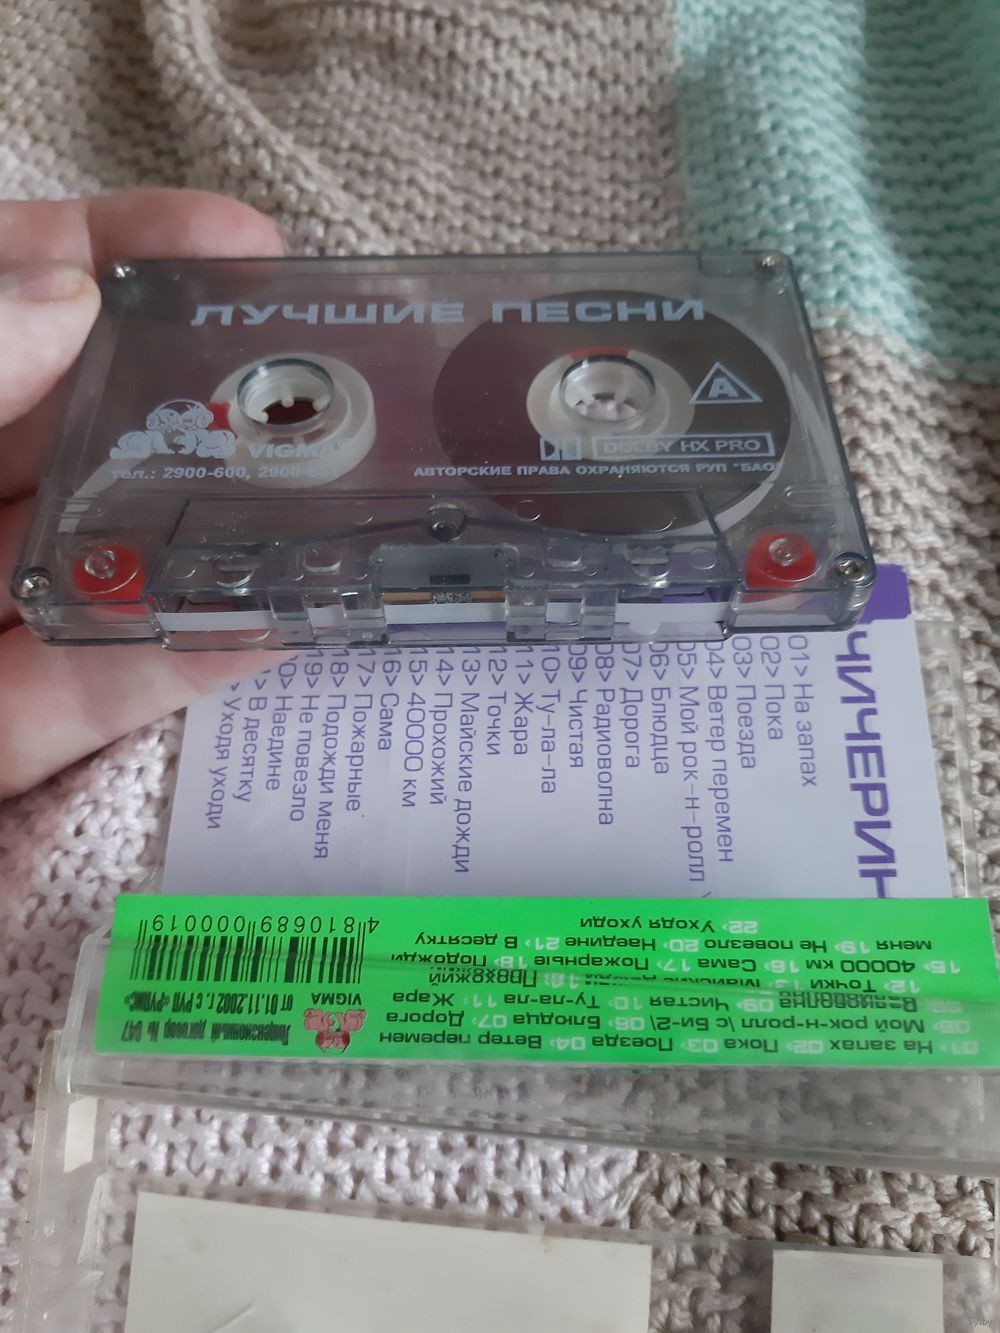 ЛУЧШИЕ ПЕСНИ
A
VIGMA
DOLBY HX PRO
тел.: 2900-600,
АВТОРСКИЕ ПРАВА ОХРАНЯЮТСЯ РУП "БАО
ЧИЧЕРИН
01> На запах
02> Пока
03> Поезда
04> Ветер перемен
05> Мой рок-н-ролл
06> Блюдца
07> Дорога
08> Радиоволна
09> Чистая
10> Ту-ла-ла
11> Жара
12> Точки
13> Майские дожди
14> Прохожий
15> 40000 км
16> Сама
17> Пожарные
18> Подожди меня
19> Не повезло
> Наедине
> В десятку
> Уходя уходи
01> На запах 02> Пока 03> Поезда 04> Ветер перемен
05> Мой рок-н-ролл \с Би-2\ 06> Блюдца 07> Дорога
Радиоволна 09> Чистая 10> Ту-ла-ла 11> Жара
12> Точки 13> Майские Прохожий
15> 40000 км 16> Сама 17> Пожарные 18> Подожди
меня 19> Не повезло 20> Наедине 21> В десятку
22> Уходя уходи
VIGMA
Лицензионный договор № 047
от 01.11.2002 г. с РУП «РУПИС»
4 810689 000019